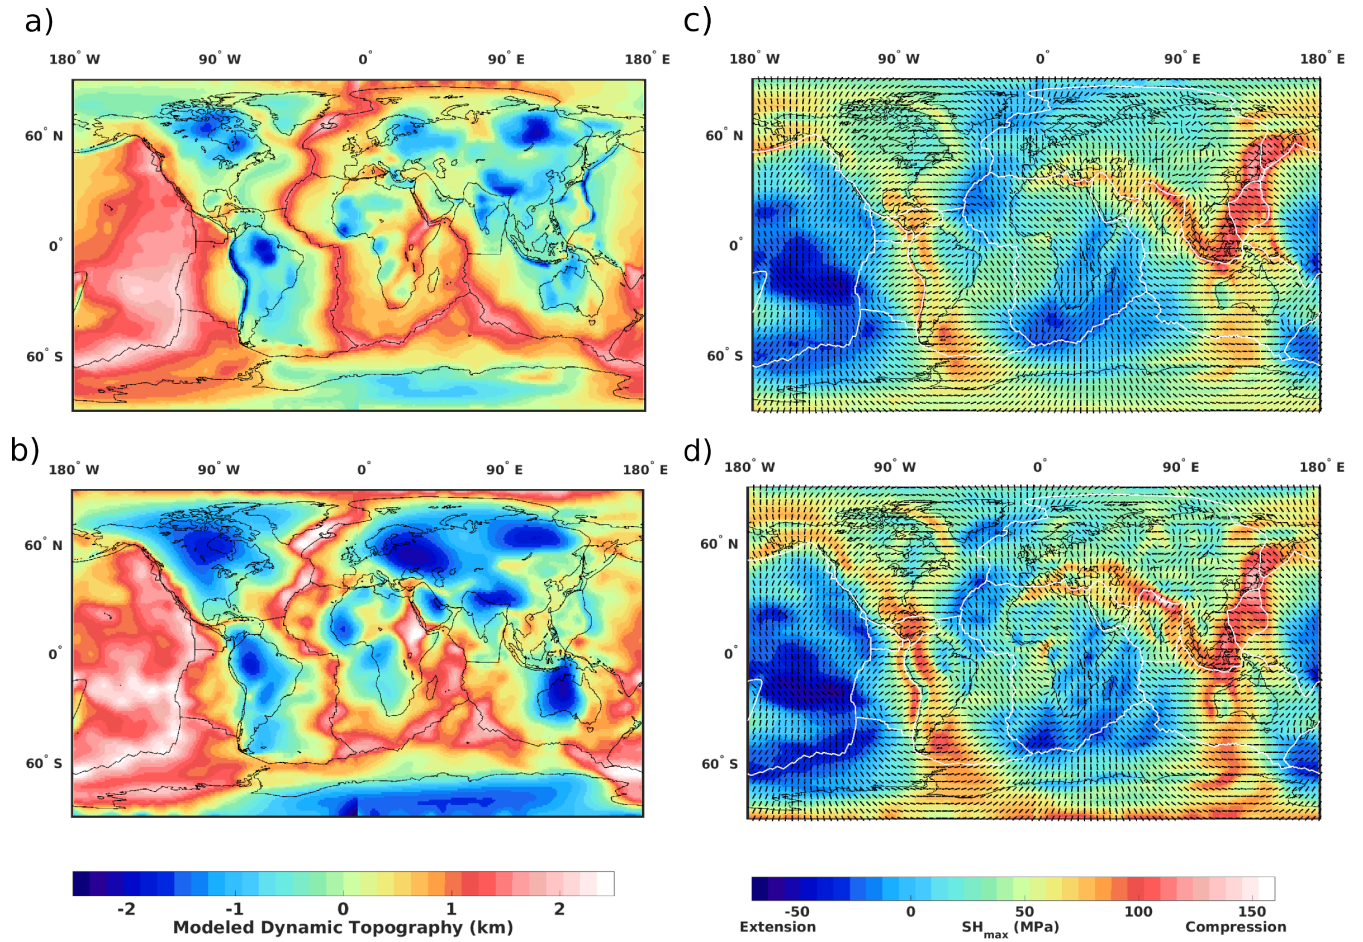 a)
180° W 90° W 0° 90° E 180° E
60° N
0°
60° S
c)
180° W 90° W 0° 90° E 180° E
60° N
0°
60° S
b)
180° W 90° W 0° 90° E 180° E
60° N
0°
60° S
d)
180° W 90° W 0° 90° E 180° E
60° N
0°
60° S
-2 -1 0 1 2
Modeled Dynamic Topography (km)
-50 0 50 100 150
Extension SHmax (MPa) Compression